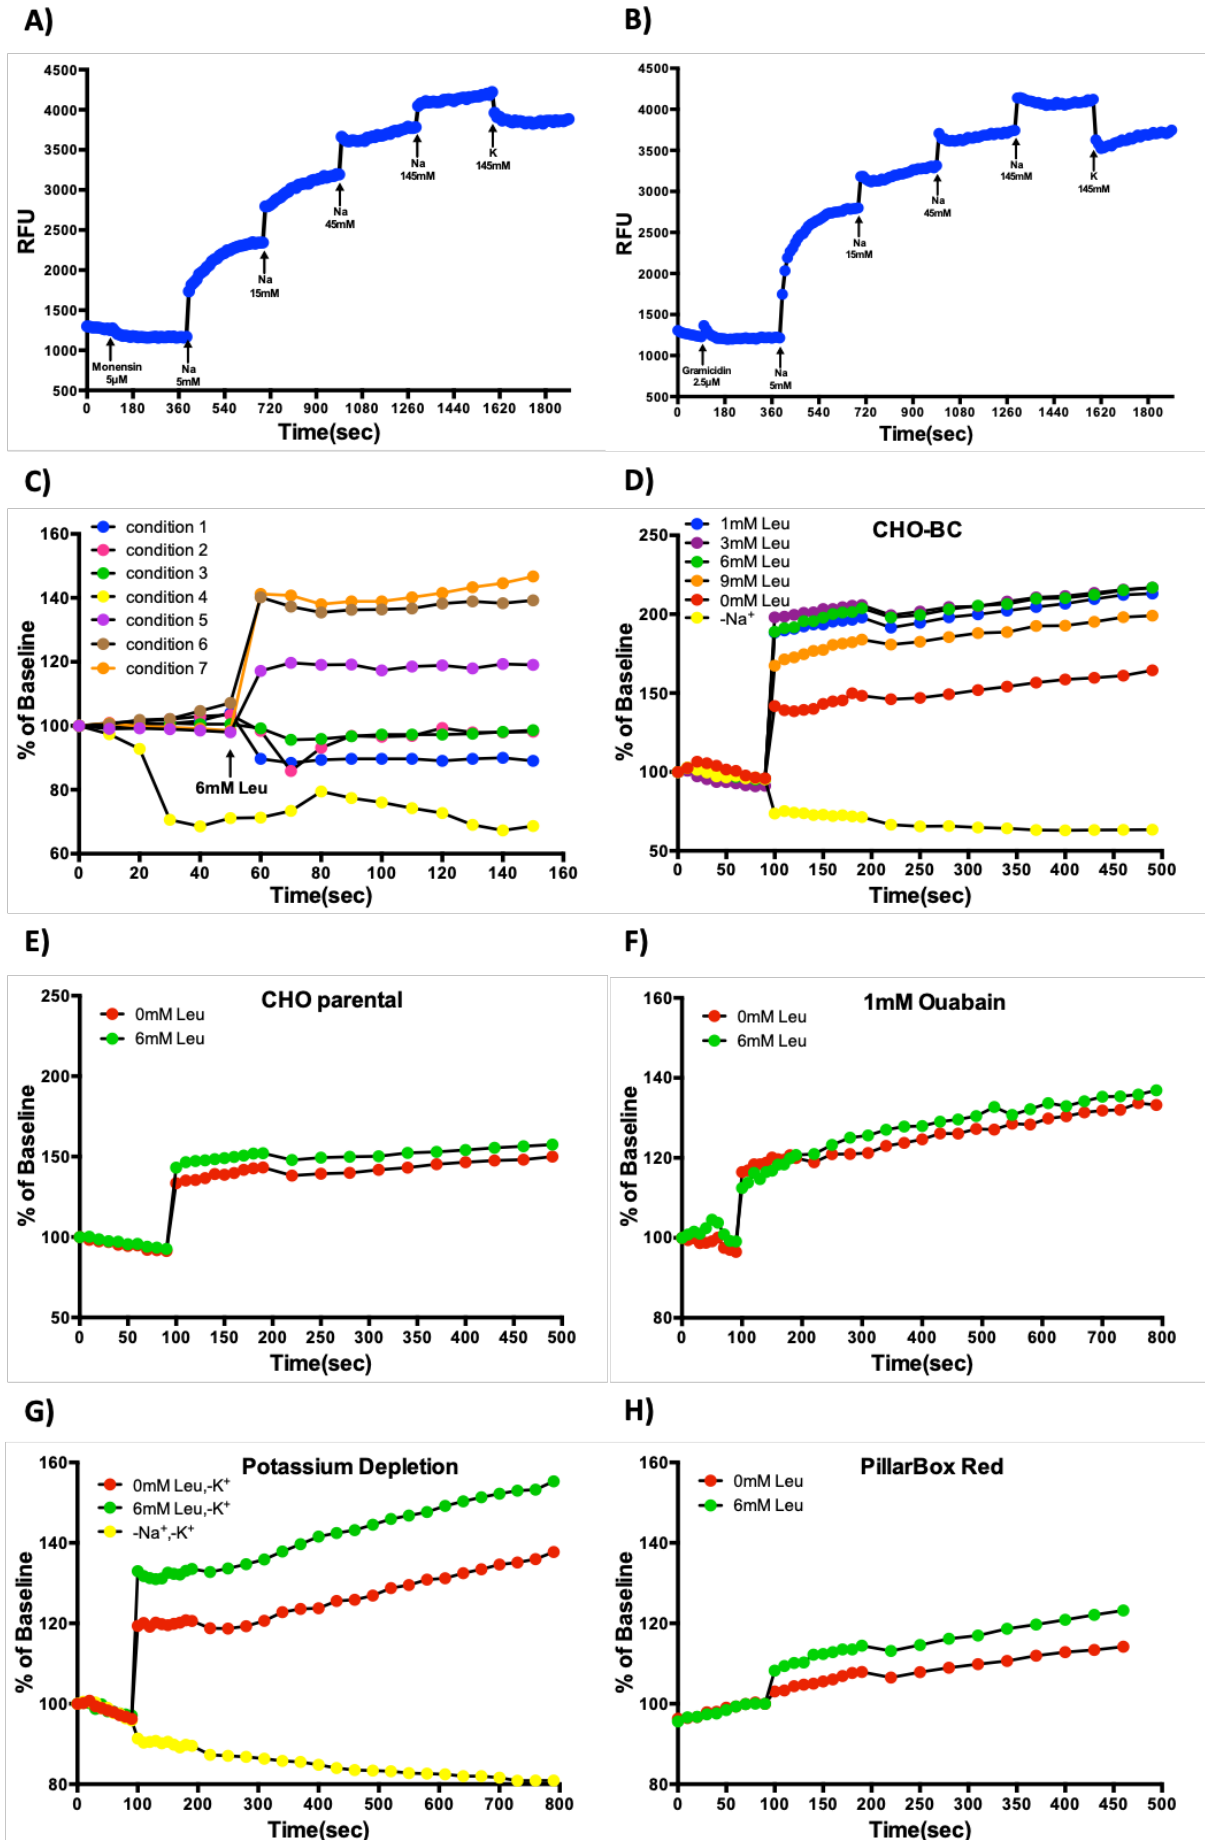 A)
4500
4000
3500
3000
2500
2000
1500
1000
500
RFU
Monensin
5µM
Na
5mM
Na
15mM
Na
45mM
Na
145mM
K
145mM
0 180 360 540 720 900 1080 1260 1440 1620 1800
Time(sec)
B)
4500
4000
3500
3000
2500
2000
1500
1000
500
RFU
Gramicidin
2.5µM
Na
5mM
Na
15mM
Na
45mM
Na
145mM
K
145mM
0 180 360 540 720 900 1080 1260 1440 1620 1800
Time(sec)
C)
condition 1
condition 2
condition 3
condition 4
condition 5
condition 6
condition 7
160
140
120
100
80
60
% of Baseline
6mM Leu
0 20 40 60 80 100 120 140 160
Time(sec)
D)
CHO-BC
1mM Leu
3mM Leu
6mM Leu
9mM Leu
0mM Leu
-Na⁺
250
200
150
100
50
% of Baseline
0 50 100 150 200 250 300 350 400 450 500
Time(sec)
E)
CHO parental
0mM Leu
6mM Leu
250
200
150
100
50
% of Baseline
0 50 100 150 200 250 300 350 400 450 500
Time(sec)
F)
1mM Ouabain
0mM Leu
6mM Leu
160
140
120
100
80
% of Baseline
0 100 200 300 400 500 600 700 800
Time(sec)
G)
Potassium Depletion
0mM Leu,-K⁺
6mM Leu,-K⁺
-Na⁺,-K⁺
160
140
120
100
80
% of Baseline
0 100 200 300 400 500 600 700 800
Time(sec)
H)
PillarBox Red
0mM Leu
6mM Leu
160
140
120
100
80
% of Baseline
0 50 100 150 200 250 300 350 400 450 500
Time(sec)